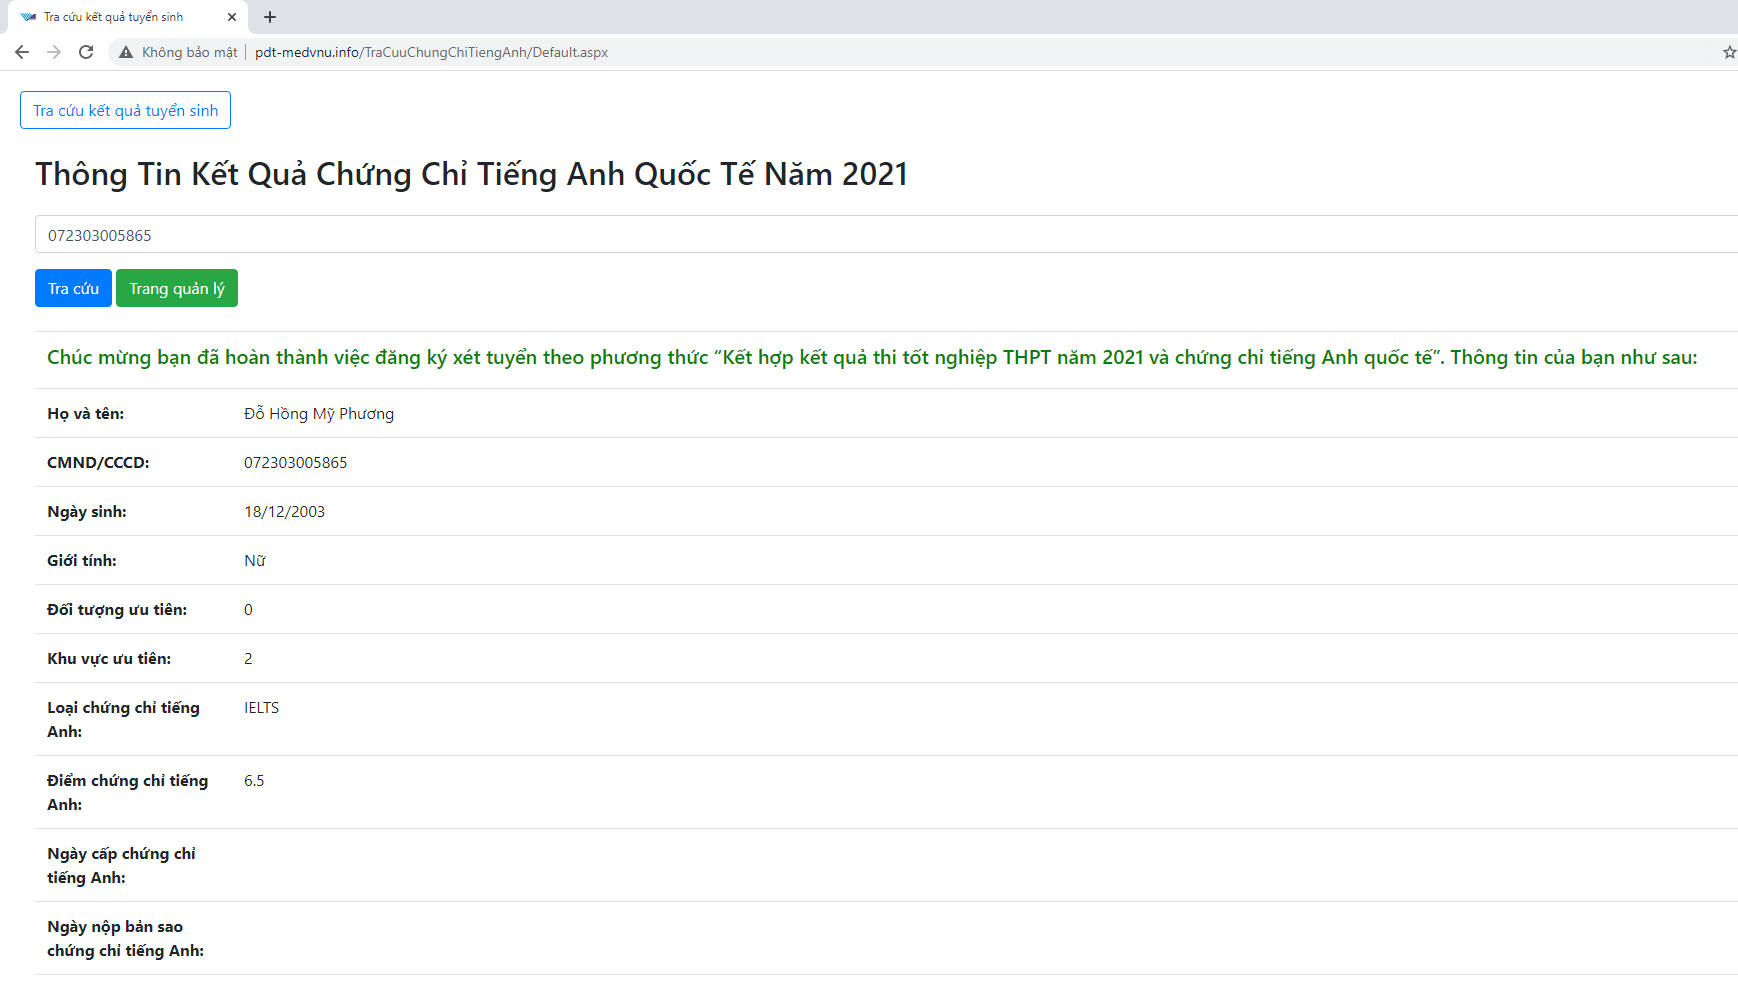 Tra cứu kết quả tuyển sinh
Không bảo mật
pdt-medvnu.info/TraCuuChungChiTiengAnh/Default.aspx
Tra cứu kết quả tuyển sinh
Thông Tin Kết Quả Chứng Chỉ Tiếng Anh Quốc Tế Năm 2021
072303005865
Tra cứu Trang quản lý
Chúc mừng bạn đã hoàn thành việc đăng ký xét tuyển theo phương thức “Kết hợp kết quả thi tốt nghiệp THPT năm 2021 và chứng chỉ tiếng Anh quốc tế”. Thông tin của bạn như sau:
Họ và tên: Đỗ Hồng Mỹ Phương
CMND/CCCD: 072303005865
Ngày sinh: 18/12/2003
Giới tính: Nữ
Đối tượng ưu tiên: 0
Khu vực ưu tiên: 2
Loại chứng chỉ tiếng IELTS
Anh:
Điểm chứng chỉ tiếng 6.5
Anh:
Ngày cấp chứng chỉ
tiếng Anh:
Ngày nộp bản sao
chứng chỉ tiếng Anh: